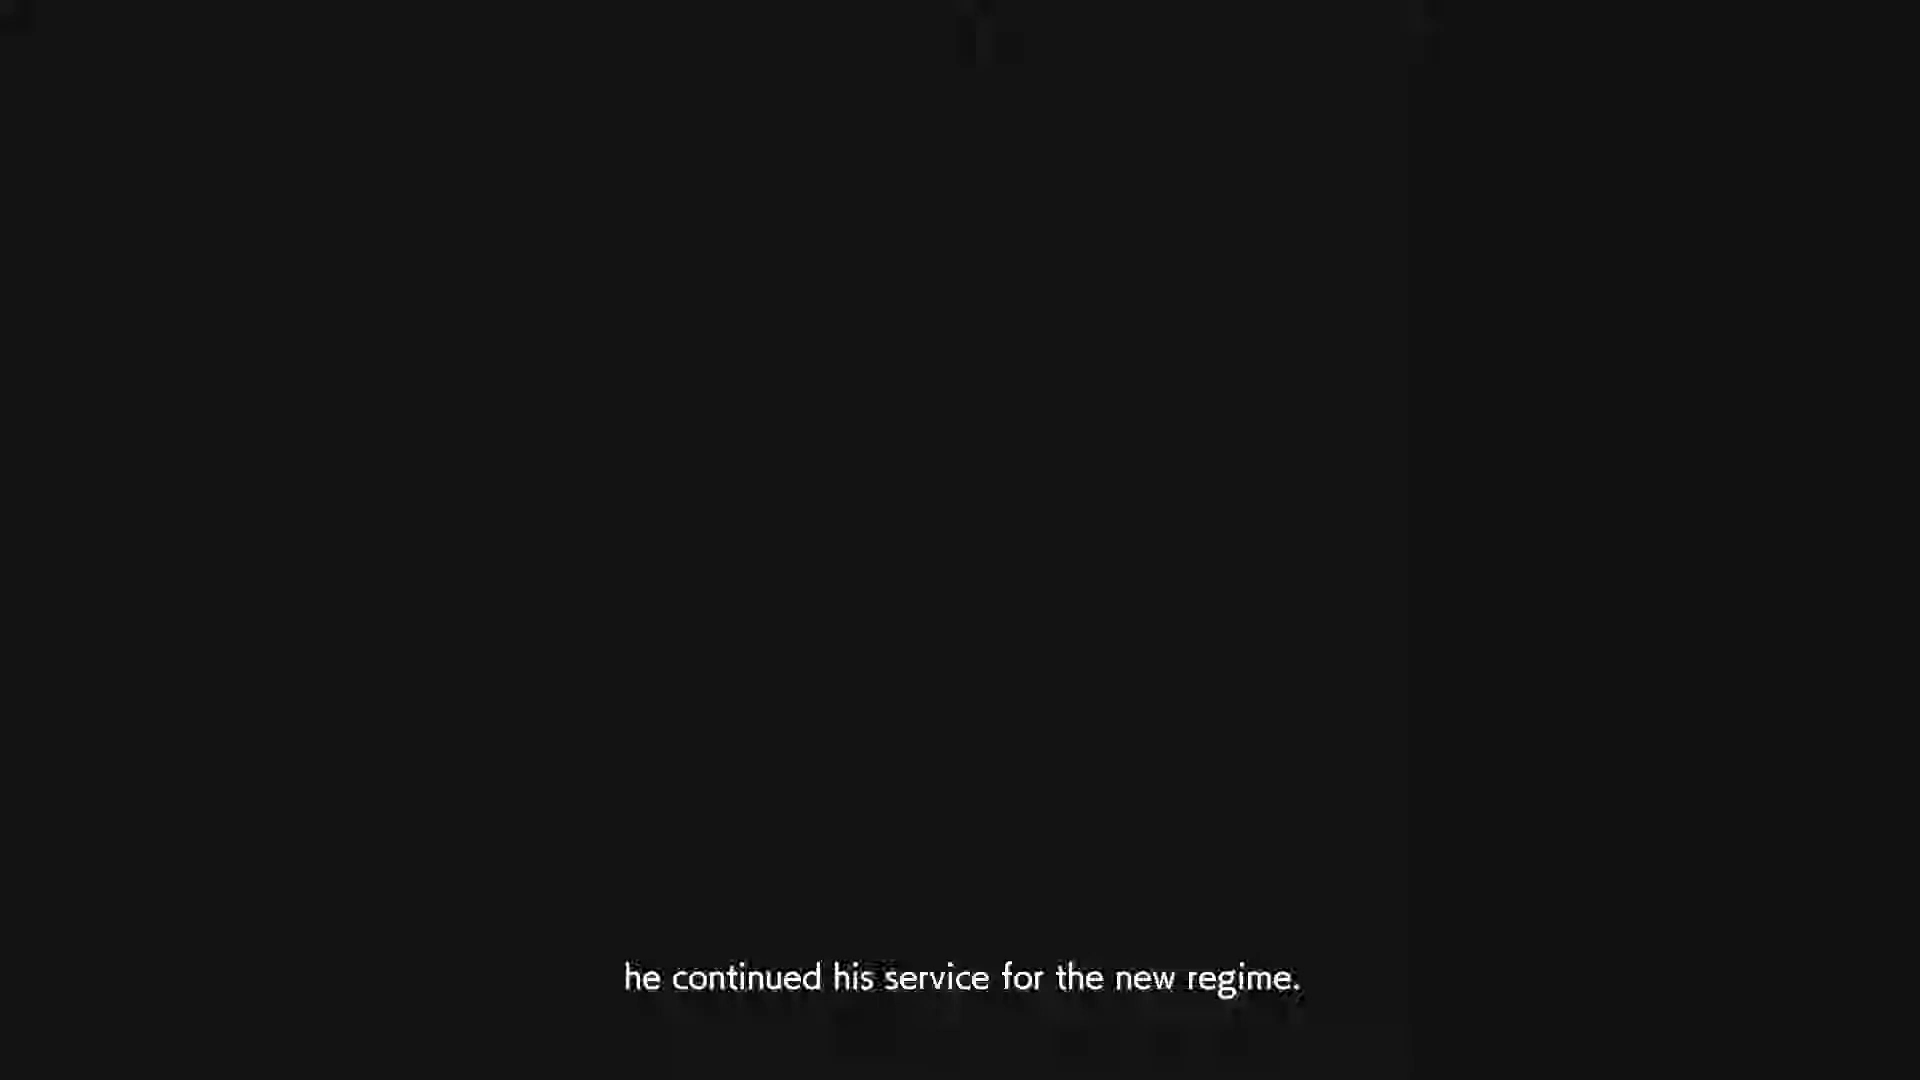 he continued his service for the new regime.